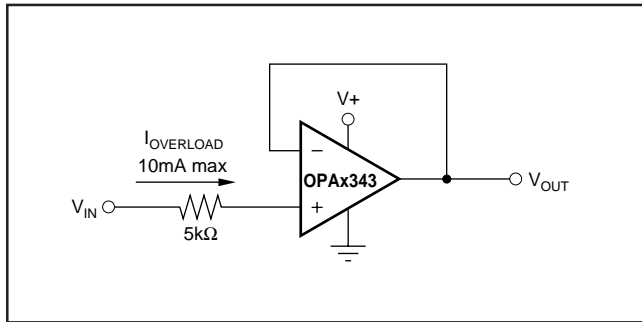 V+
I_OVERLOAD
10mA max
−
OPAx343
V_OUT
V_IN
+
5kΩ